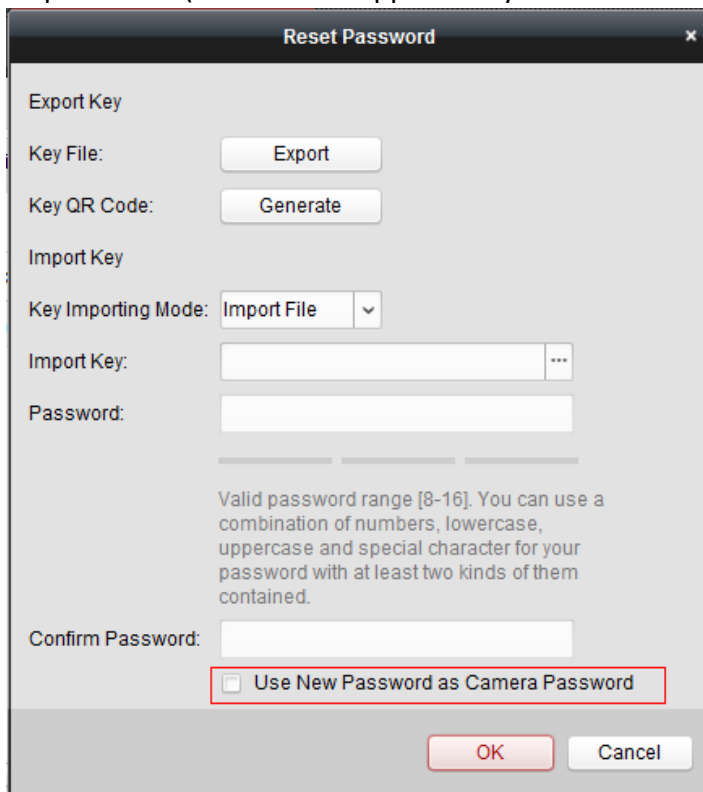 Reset Password ×
Export Key
Key File: Export
Key QR Code: Generate
Import Key
Key Importing Mode: Import File
Import Key: ...
Password:
Valid password range [8-16]. You can use a
combination of numbers, lowercase,
uppercase and special character for your
password with at least two kinds of them
contained.
Confirm Password:
Use New Password as Camera Password
OK Cancel